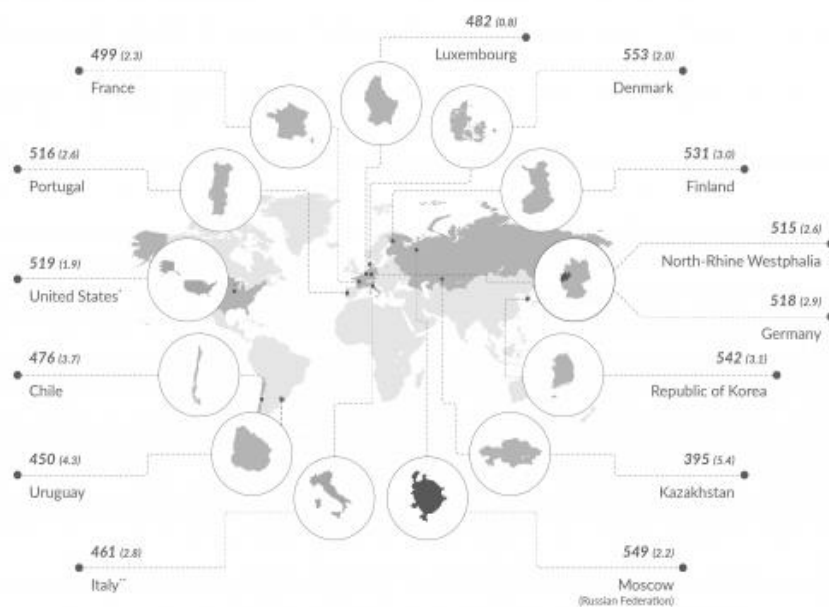 482 (0.8)
Luxembourg
499 (2.3)
France
553 (2.0)
Denmark
516 (2.6)
Portugal
531 (3.0)
Finland
515 (2.6)
North-Rhine Westphalia
519 (1.9)
United States*
518 (2.9)
Germany
476 (3.7)
Chile
542 (3.1)
Republic of Korea
450 (4.3)
Uruguay
395 (5.4)
Kazakhstan
461 (2.8)
Italy**
549 (2.2)
Moscow
(Russian Federation)